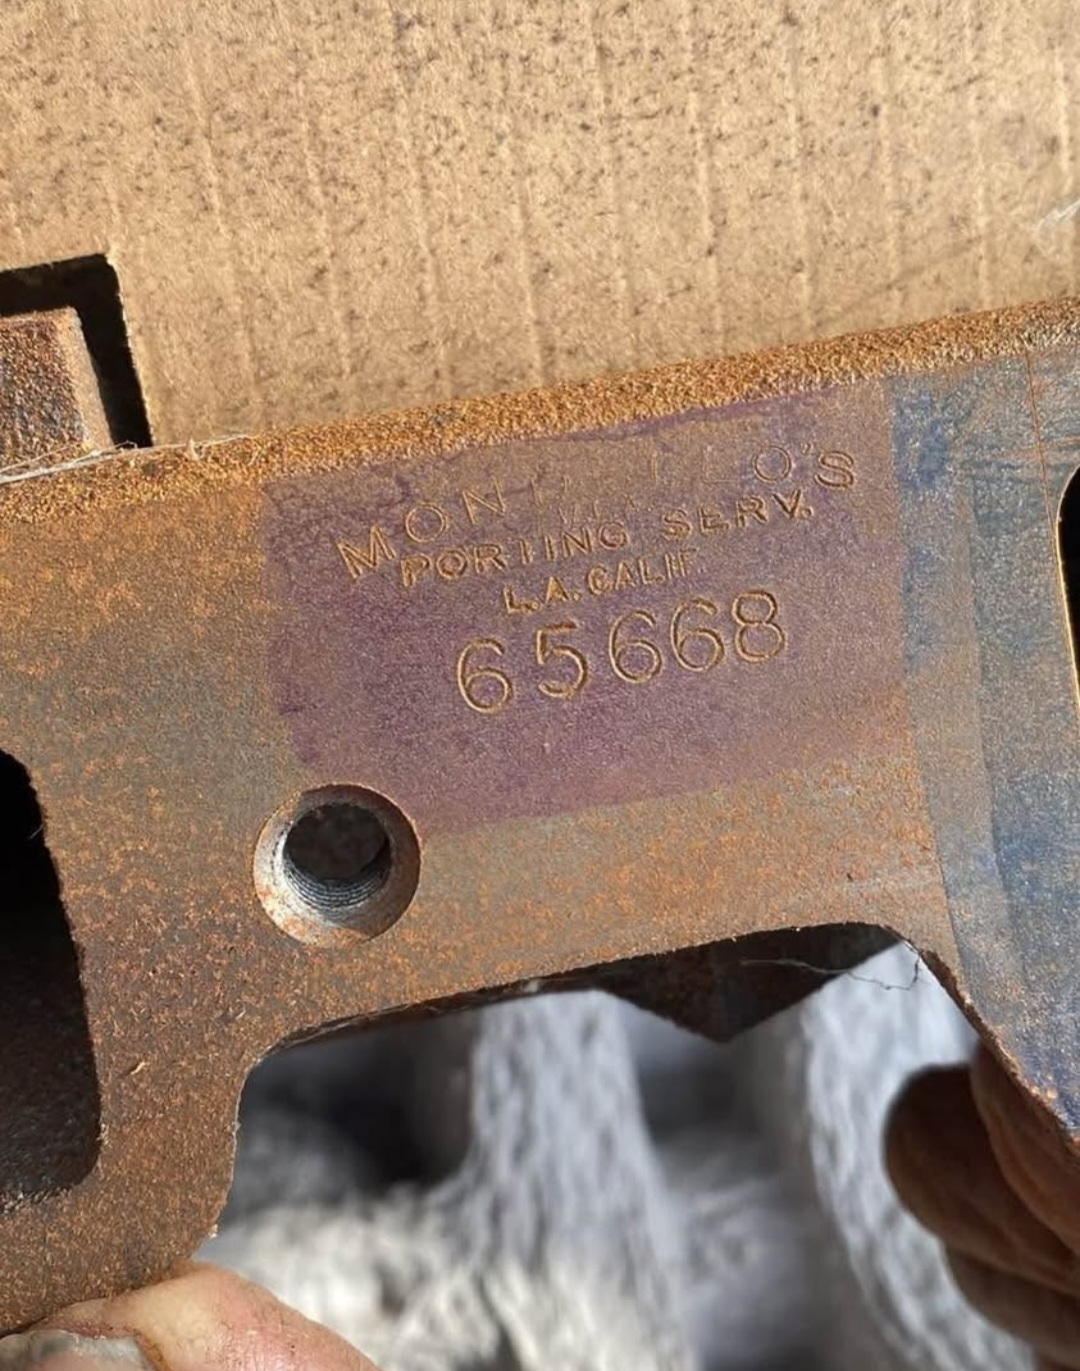 PORTING SERV.
L.A. CALIF.
65668